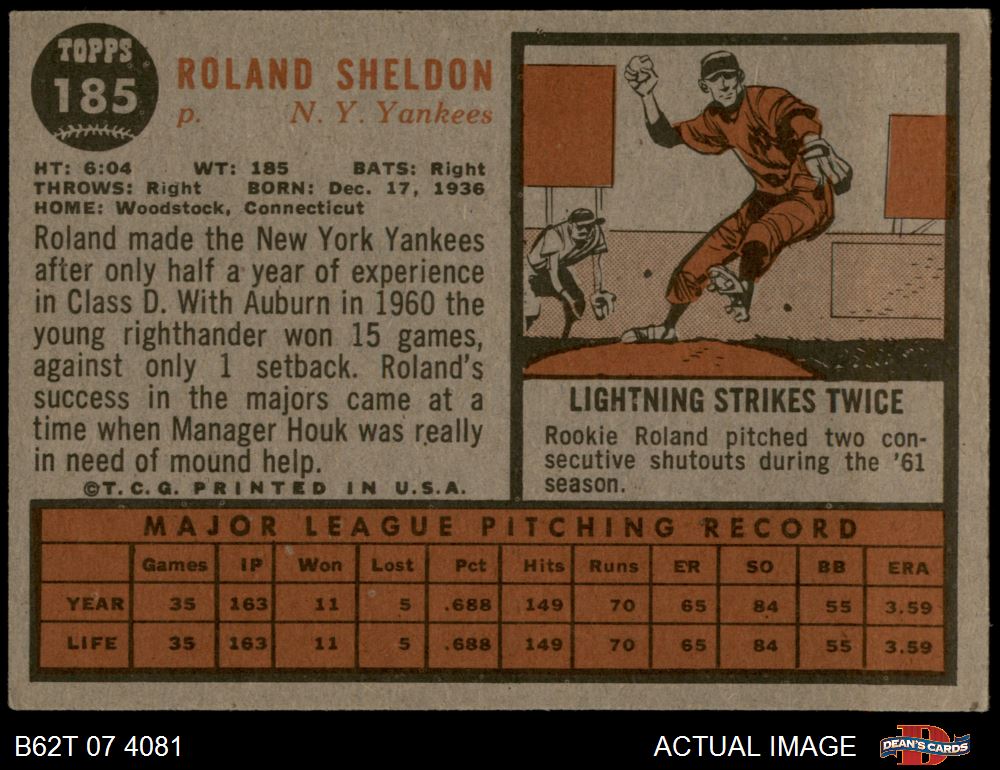 TOPPS
185
ROLAND SHELDON
p. N. Y. Yankees
HT: 6:04 WT: 185 BATS: Right
THROWS: Right BORN: Dec. 17, 1936
HOME: Woodstock, Connecticut
Roland made the New York Yankees
after only half a year of experience
in Class D. With Auburn in 1960 the
young righthander won 15 games,
against only 1 setback. Roland's
success in the majors came at a
time when Manager Houk was really
in need of mound help.
©T.C.G. PRINTED IN U.S.A.
LIGHTNING STRIKES TWICE
Rookie Roland pitched two con-
secutive shutouts during the '61
season.
MAJOR LEAGUE PITCHING RECORD
Games IP Won Lost Pct Hits Runs ER SO BB ERA
YEAR 35 163 11 5 .688 149 70 65 84 55 3.59
LIFE 35 163 11 5 .688 149 70 65 84 55 3.59
B62T 07 4081 ACTUAL IMAGE DEAN'S CARDS